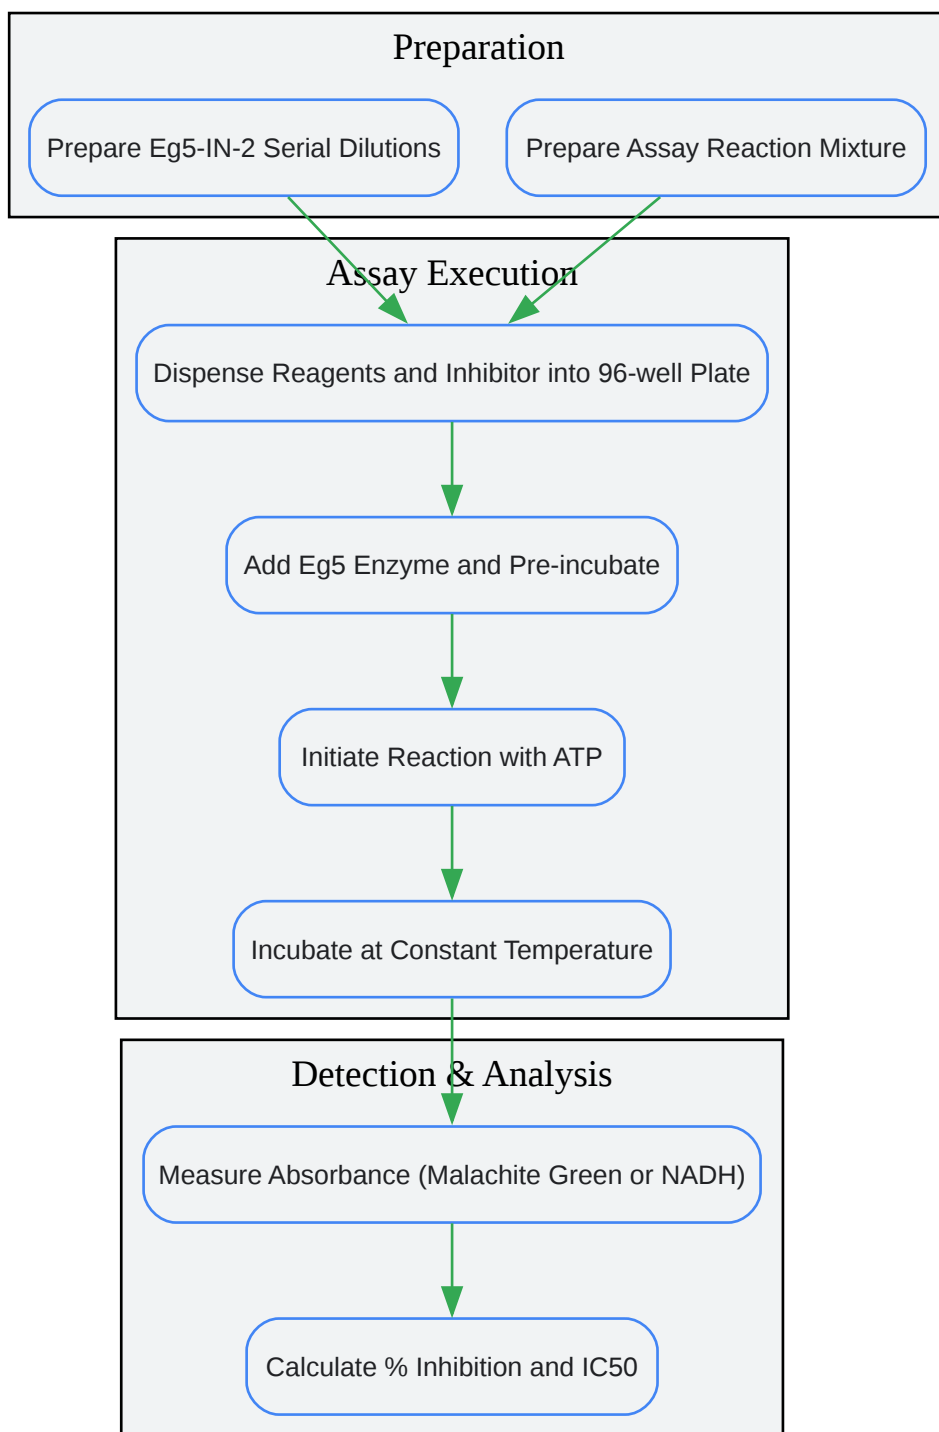 Preparation
Prepare Eg5-IN-2 Serial Dilutions
Prepare Assay Reaction Mixture
Assay Execution
Dispense Reagents and Inhibitor into 96-well Plate
Add Eg5 Enzyme and Pre-incubate
Initiate Reaction with ATP
Incubate at Constant Temperature
Detection & Analysis
Measure Absorbance (Malachite Green or NADH)
Calculate % Inhibition and IC50